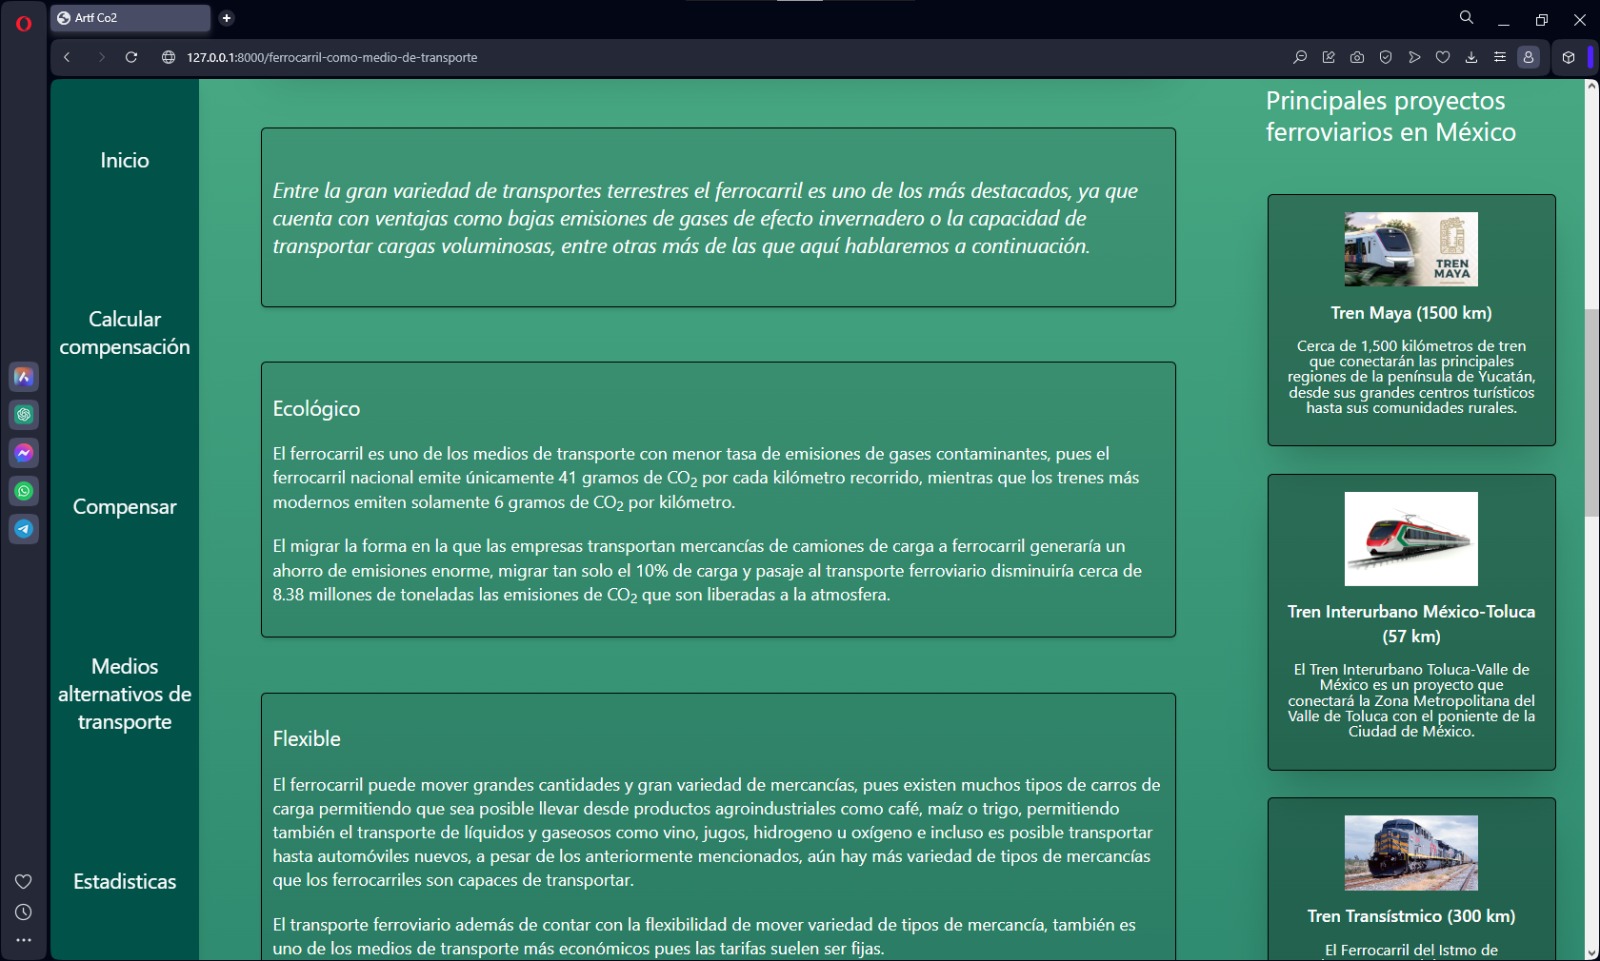 Artf Co2
127.0.0.1:8000/ferrocarril-como-medio-de-transporte
Inicio
Calcular
compensación
Compensar
Medios
alternativos de
transporte
Estadisticas
Entre la gran variedad de transportes terrestres el ferrocarril es uno de los más destacados, ya que
cuenta con ventajas como bajas emisiones de gases de efecto invernadero o la capacidad de
transportar cargas voluminosas, entre otras más de las que aquí hablaremos a continuación.
Ecológico
El ferrocarril es uno de los medios de transporte con menor tasa de emisiones de gases contaminantes, pues el
ferrocarril nacional emite únicamente 41 gramos de CO₂ por cada kilómetro recorrido, mientras que los trenes más
modernos emiten solamente 6 gramos de CO₂ por kilómetro.
El migrar la forma en la que las empresas transportan mercancías de camiones de carga a ferrocarril generaría un
ahorro de emisiones enorme, migrar tan solo el 10% de carga y pasaje al transporte ferroviario disminuiría cerca de
8.38 millones de toneladas las emisiones de CO₂ que son liberadas a la atmosfera.
Flexible
El ferrocarril puede mover grandes cantidades y gran variedad de mercancías, pues existen muchos tipos de carros de
carga permitiendo que sea posible llevar desde productos agroindustriales como café, maíz o trigo, permitiendo
también el transporte de líquidos y gaseosos como vino, jugos, hidrogeno u oxígeno e incluso es posible transportar
hasta automóviles nuevos, a pesar de los anteriormente mencionados, aún hay más variedad de tipos de mercancías
que los ferrocarriles son capaces de transportar.
El transporte ferroviario además de contar con la flexibilidad de mover variedad de tipos de mercancía, también es
uno de los medios de transporte más económicos pues las tarifas suelen ser fijas.
Principales proyectos
ferroviarios en México
TREN
MAYA
Tren Maya (1500 km)
Cerca de 1,500 kilómetros de tren
que conectarán las principales
regiones de la península de Yucatán,
desde sus grandes centros turísticos
hasta sus comunidades rurales.
Tren Interurbano México-Toluca
(57 km)
El Tren Interurbano Toluca-Valle de
México es un proyecto que
conectará la Zona Metropolitana del
Valle de Toluca con el poniente de la
Ciudad de México.
Tren Transístmico (300 km)
El Ferrocarril del Istmo de